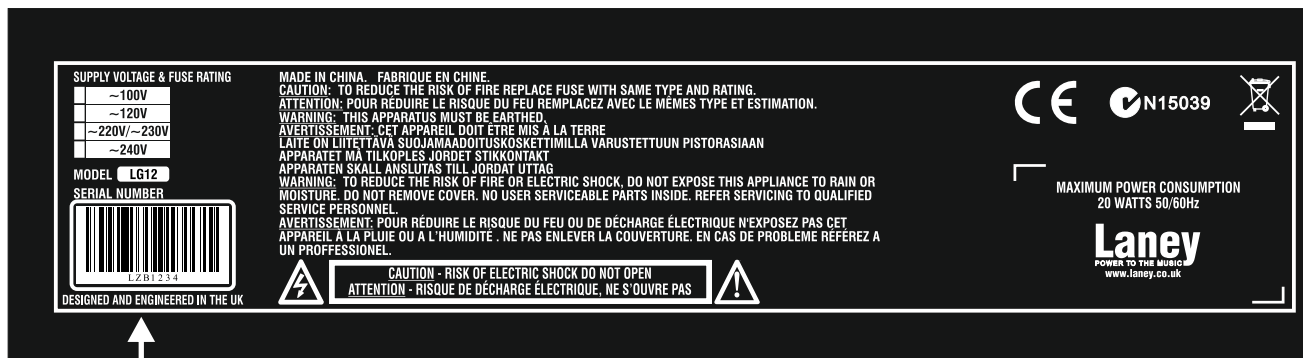 SUPPLY VOLTAGE & FUSE RATING
~100V
~120V
~220V/~230V
~240V
MODEL LG12
SERIAL NUMBER
LZB1234
DESIGNED AND ENGINEERED IN THE UK
MADE IN CHINA. FABRIQUE EN CHINE.
CAUTION: TO REDUCE THE RISK OF FIRE REPLACE FUSE WITH SAME TYPE AND RATING.
ATTENTION: POUR RÉDUIRE LE RISQUE DU FEU REMPLACEZ AVEC LE MÊMES TYPE ET ESTIMATION.
WARNING: THIS APPARATUS MUST BE EARTHED.
AVERTISSEMENT: CET APPAREIL DOIT ÊTRE MIS À LA TERRE
LAITE ON LIITETTÄVÄ SUOJAMAADOITUSKOSKETTIMILLA VARUSTETTUUN PISTORASIAAN
APPARATET MÅ TILKOPLES JORDET STIKKONTAKT
APPARATEN SKALL ANSLUTAS TILL JORDAT UTTAG
WARNING: TO REDUCE THE RISK OF FIRE OR ELECTRIC SHOCK, DO NOT EXPOSE THIS APPLIANCE TO RAIN OR
MOISTURE. DO NOT REMOVE COVER. NO USER SERVICEABLE PARTS INSIDE. REFER SERVICING TO QUALIFIED
SERVICE PERSONNEL.
AVERTISSEMENT: POUR RÉDUIRE LE RISQUE DU FEU OU DE DÉCHARGE ÉLECTRIQUE N'EXPOSEZ PAS CET
APPAREIL À LA PLUIE OU A L'HUMIDITÉ . NE PAS ENLEVER LA COUVERTURE. EN CAS DE PROBLEME RÉFÉREZ A
UN PROFFESSIONEL.
CAUTION - RISK OF ELECTRIC SHOCK DO NOT OPEN
ATTENTION - RISQUE DE DÉCHARGE ÉLECTRIQUE, NE S'OUVRE PAS
CE N15039
MAXIMUM POWER CONSUMPTION
20 WATTS 50/60Hz
Laney
POWER TO THE MUSIC
www.laney.co.uk